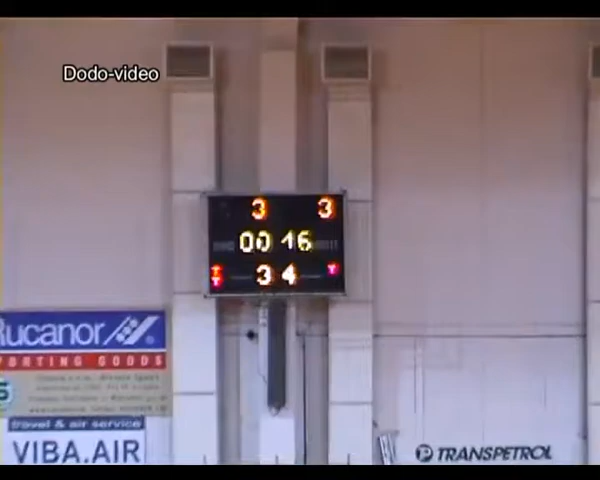 Dodo-video
3 3
00 16
T 3 4 T
T
Rucanor
SPORTING GOODS
travel & air service
VIBA.AIR
TRANSPETROL